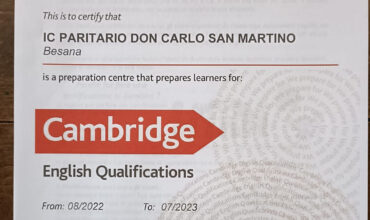 This is to certify that
IC PARITARIO DON CARLO SAN MARTINO
Besana
is a preparation centre that prepares learners for:
Cambridge
English Qualifications
From: 08/2022 To: 07/2023